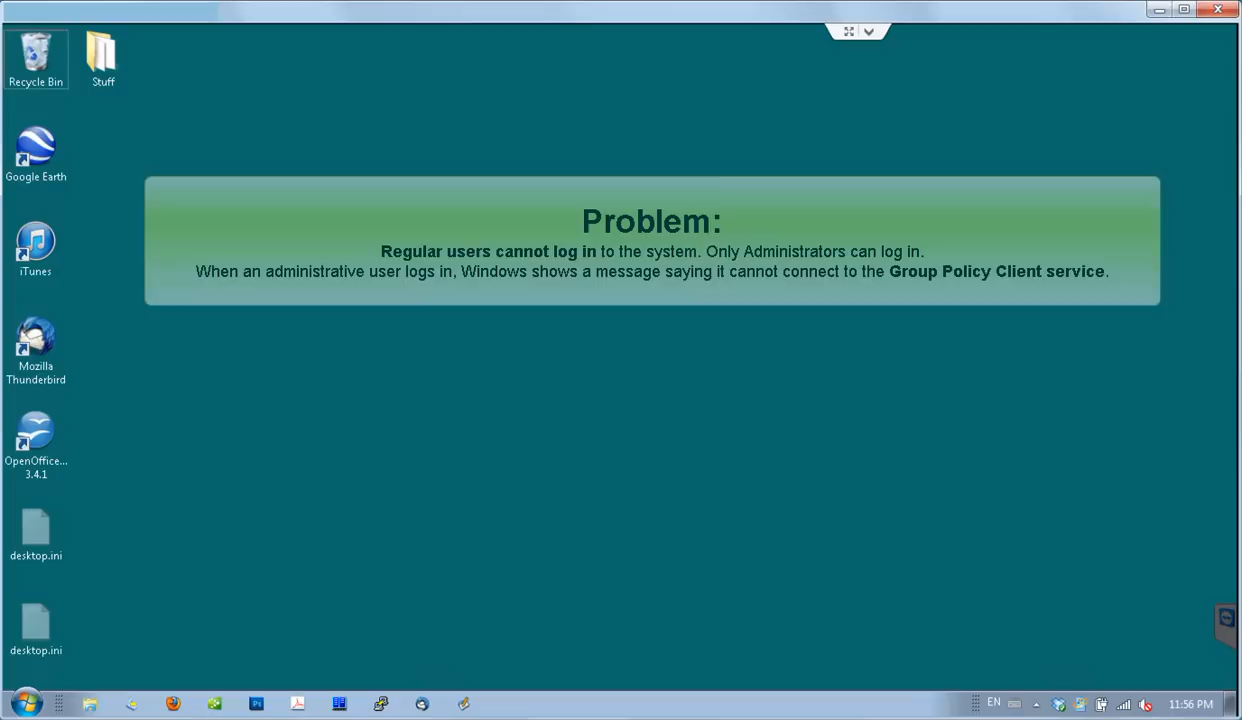 Recycle Bin
Stuff
Google Earth
iTunes
Mozilla
Thunderbird
OpenOffice...
3.4.1
desktop.ini
desktop.ini
Problem:
Regular users cannot log in to the system. Only Administrators can log in.
When an administrative user logs in, Windows shows a message saying it cannot connect to the Group Policy Client service.
Ps
EN
11:56 PM